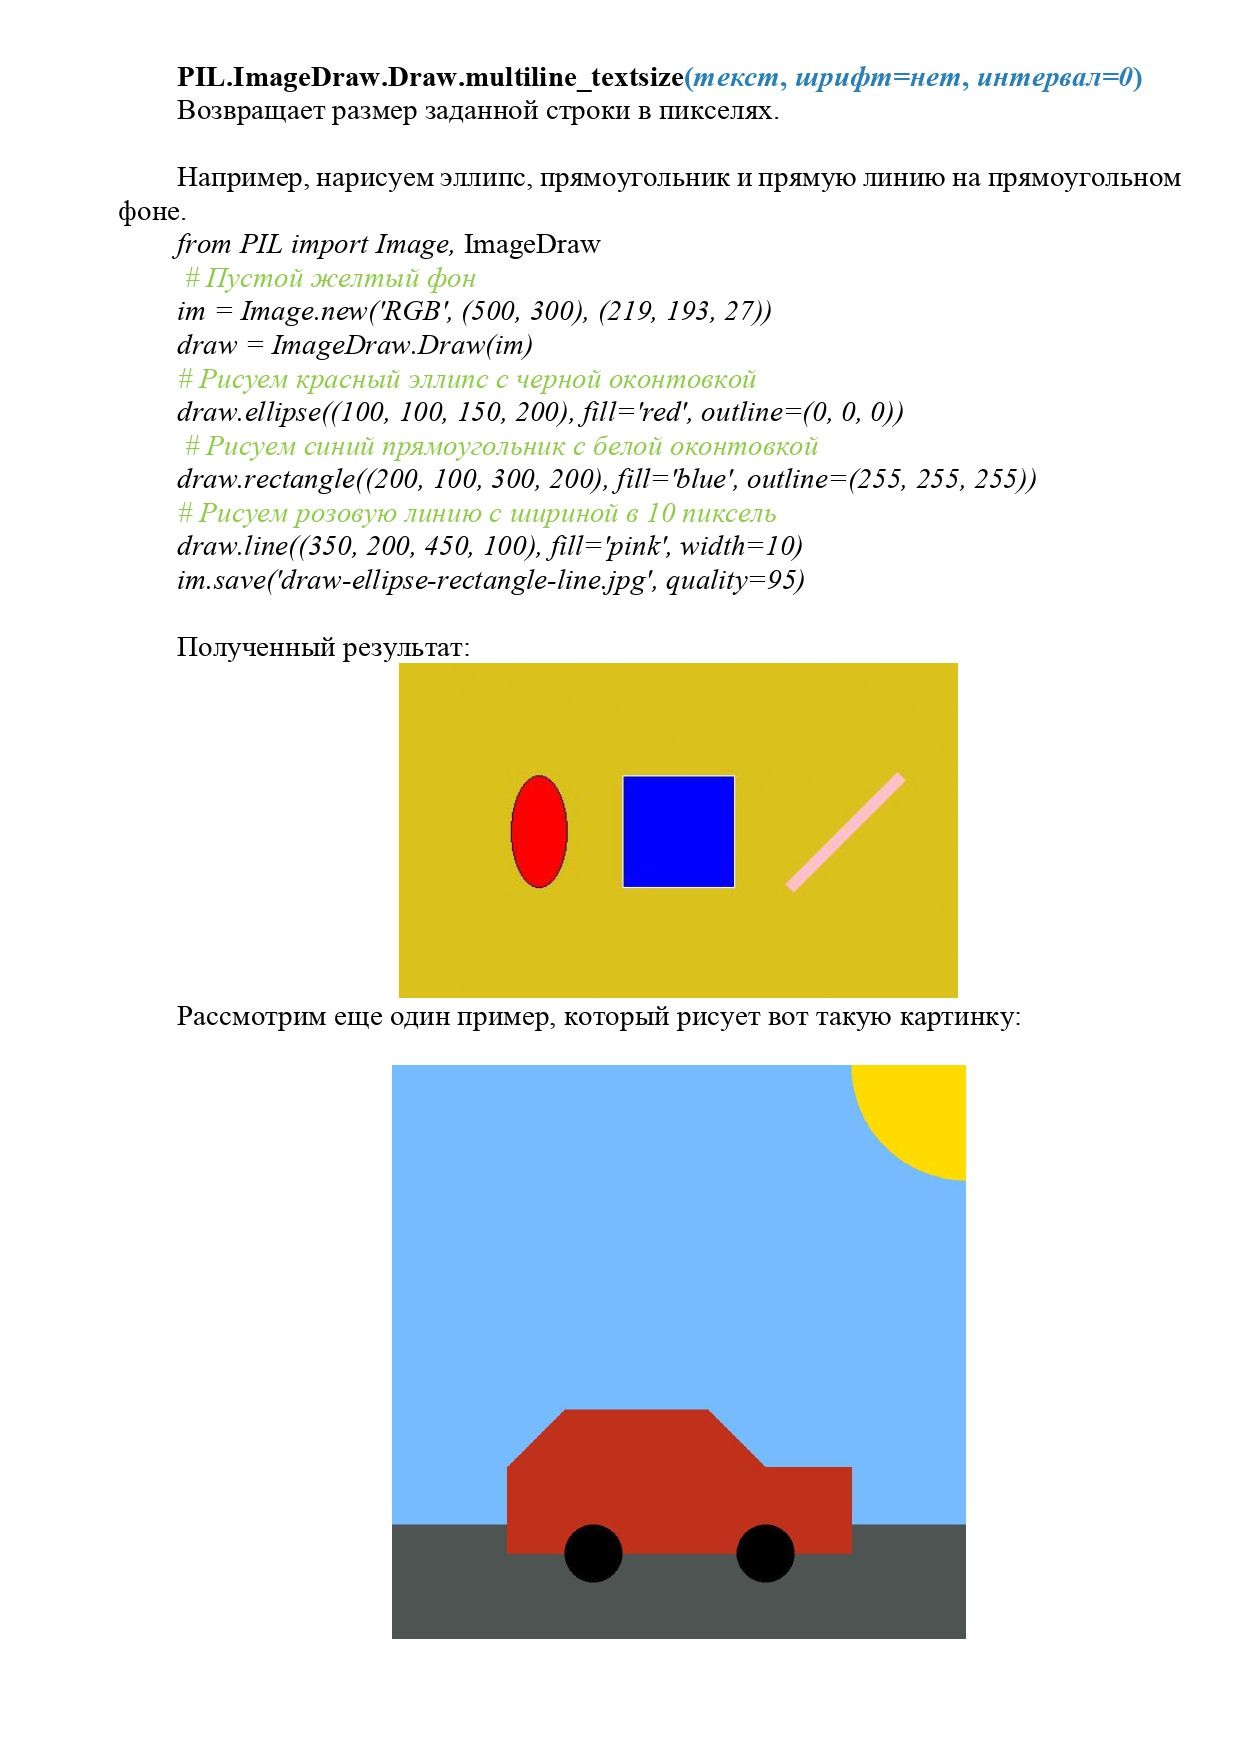 PIL.ImageDraw.Draw.multiline_textsize(текст, шрифт=нет, интервал=0)
Возвращает размер заданной строки в пикселях.
Например, нарисуем эллипс, прямоугольник и прямую линию на прямоугольном
фоне.
from PIL import Image, ImageDraw
# Пустой желтый фон
im = Image.new('RGB', (500, 300), (219, 193, 27))
draw = ImageDraw.Draw(im)
# Рисуем красный эллипс с черной оконтовкой
draw.ellipse((100, 100, 150, 200), fill='red', outline=(0, 0, 0))
# Рисуем синий прямоугольник с белой оконтовкой
draw.rectangle((200, 100, 300, 200), fill='blue', outline=(255, 255, 255))
# Рисуем розовую линию с шириной в 10 пиксель
draw.line((350, 200, 450, 100), fill='pink', width=10)
im.save('draw-ellipse-rectangle-line.jpg', quality=95)
Полученный результат:
Рассмотрим еще один пример, который рисует вот такую картинку: